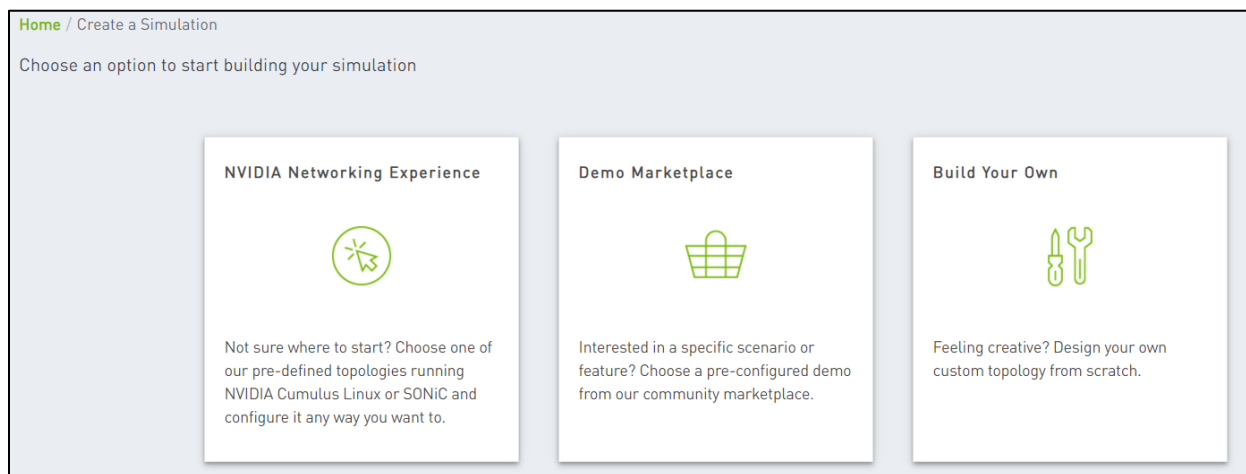 Home / Create a Simulation
Choose an option to start building your simulation
NVIDIA Networking Experience
Not sure where to start? Choose one of
our pre-defined topologies running
NVIDIA Cumulus Linux or SONiC and
configure it any way you want to.
Demo Marketplace
Interested in a specific scenario or
feature? Choose a pre-configured demo
from our community marketplace.
Build Your Own
Feeling creative? Design your own
custom topology from scratch.